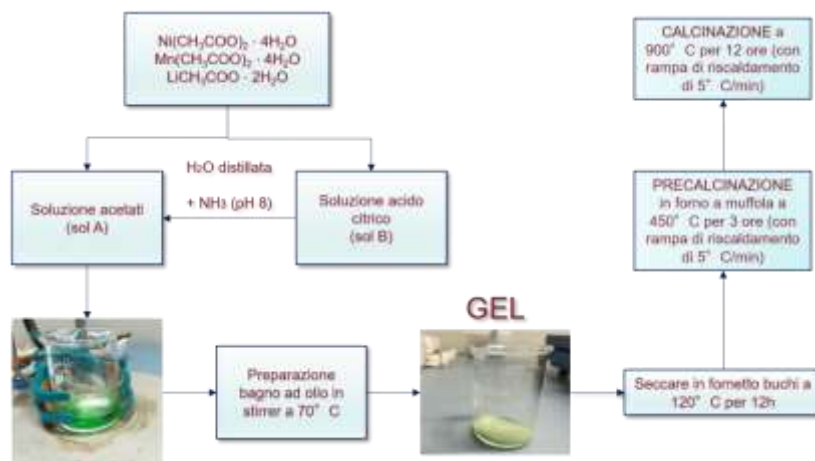 Ni(CH₃COO)₂ · 4H₂O
Mn(CH₃COO)₂ · 4H₂O
LiCH₃COO · 2H₂O
H₂O distillata
+ NH₃ (pH 8)
Soluzione acetati
(sol A)
Soluzione acido
citrico
(sol B)
Preparazione
bagno ad olio in
stirrer a 70° C
GEL
Seccare in fornetto buchi a
120° C per 12h
PRECALCINAZIONE
in forno a muffola a
450° C per 3 ore (con
rampa di riscaldamento
di 5° C/min)
CALCINAZIONE a
900° C per 12 ore (con
rampa di riscaldamento
di 5° C/min)